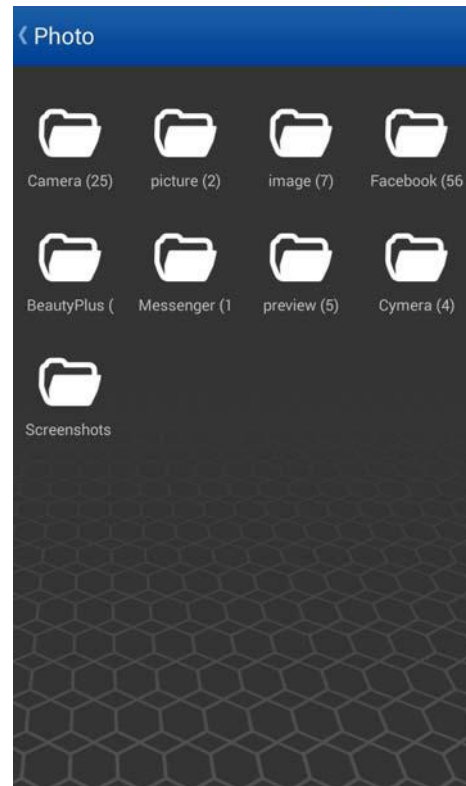 Photo
Camera (25)
picture (2)
image (7)
Facebook (56
BeautyPlus (
Messenger (1
preview (5)
Cymera (4)
Screenshots